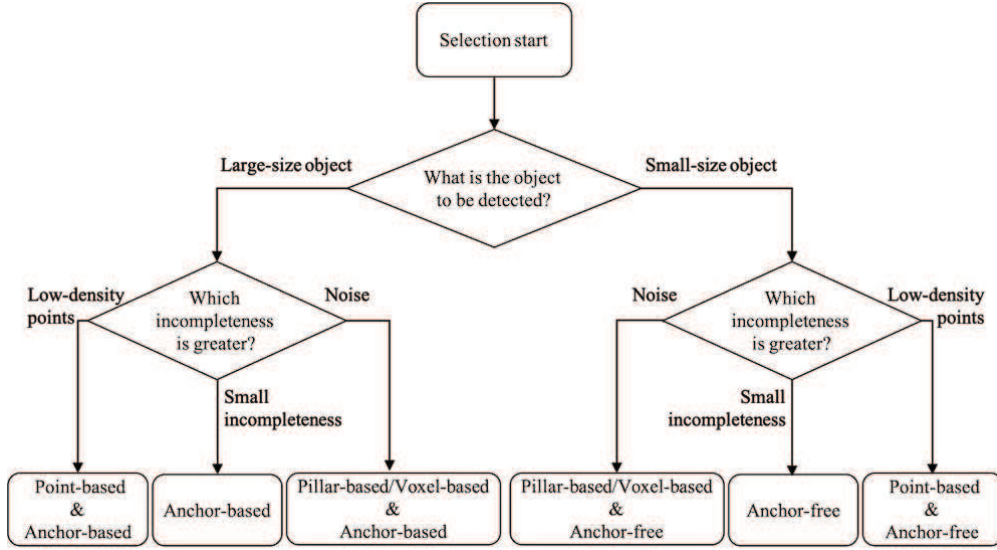 Selection start
Large-size object
What is the object
to be detected?
Small-size object
Low-density
points
Which
incompleteness
is greater?
Noise
Noise
Which
incompleteness
is greater?
Low-density
points
Small
incompleteness
Small
incompleteness
Point-based
&
Anchor-based
Anchor-based
Pillar-based/Voxel-based
&
Anchor-based
Pillar-based/Voxel-based
&
Anchor-free
Anchor-free
Point-based
&
Anchor-free